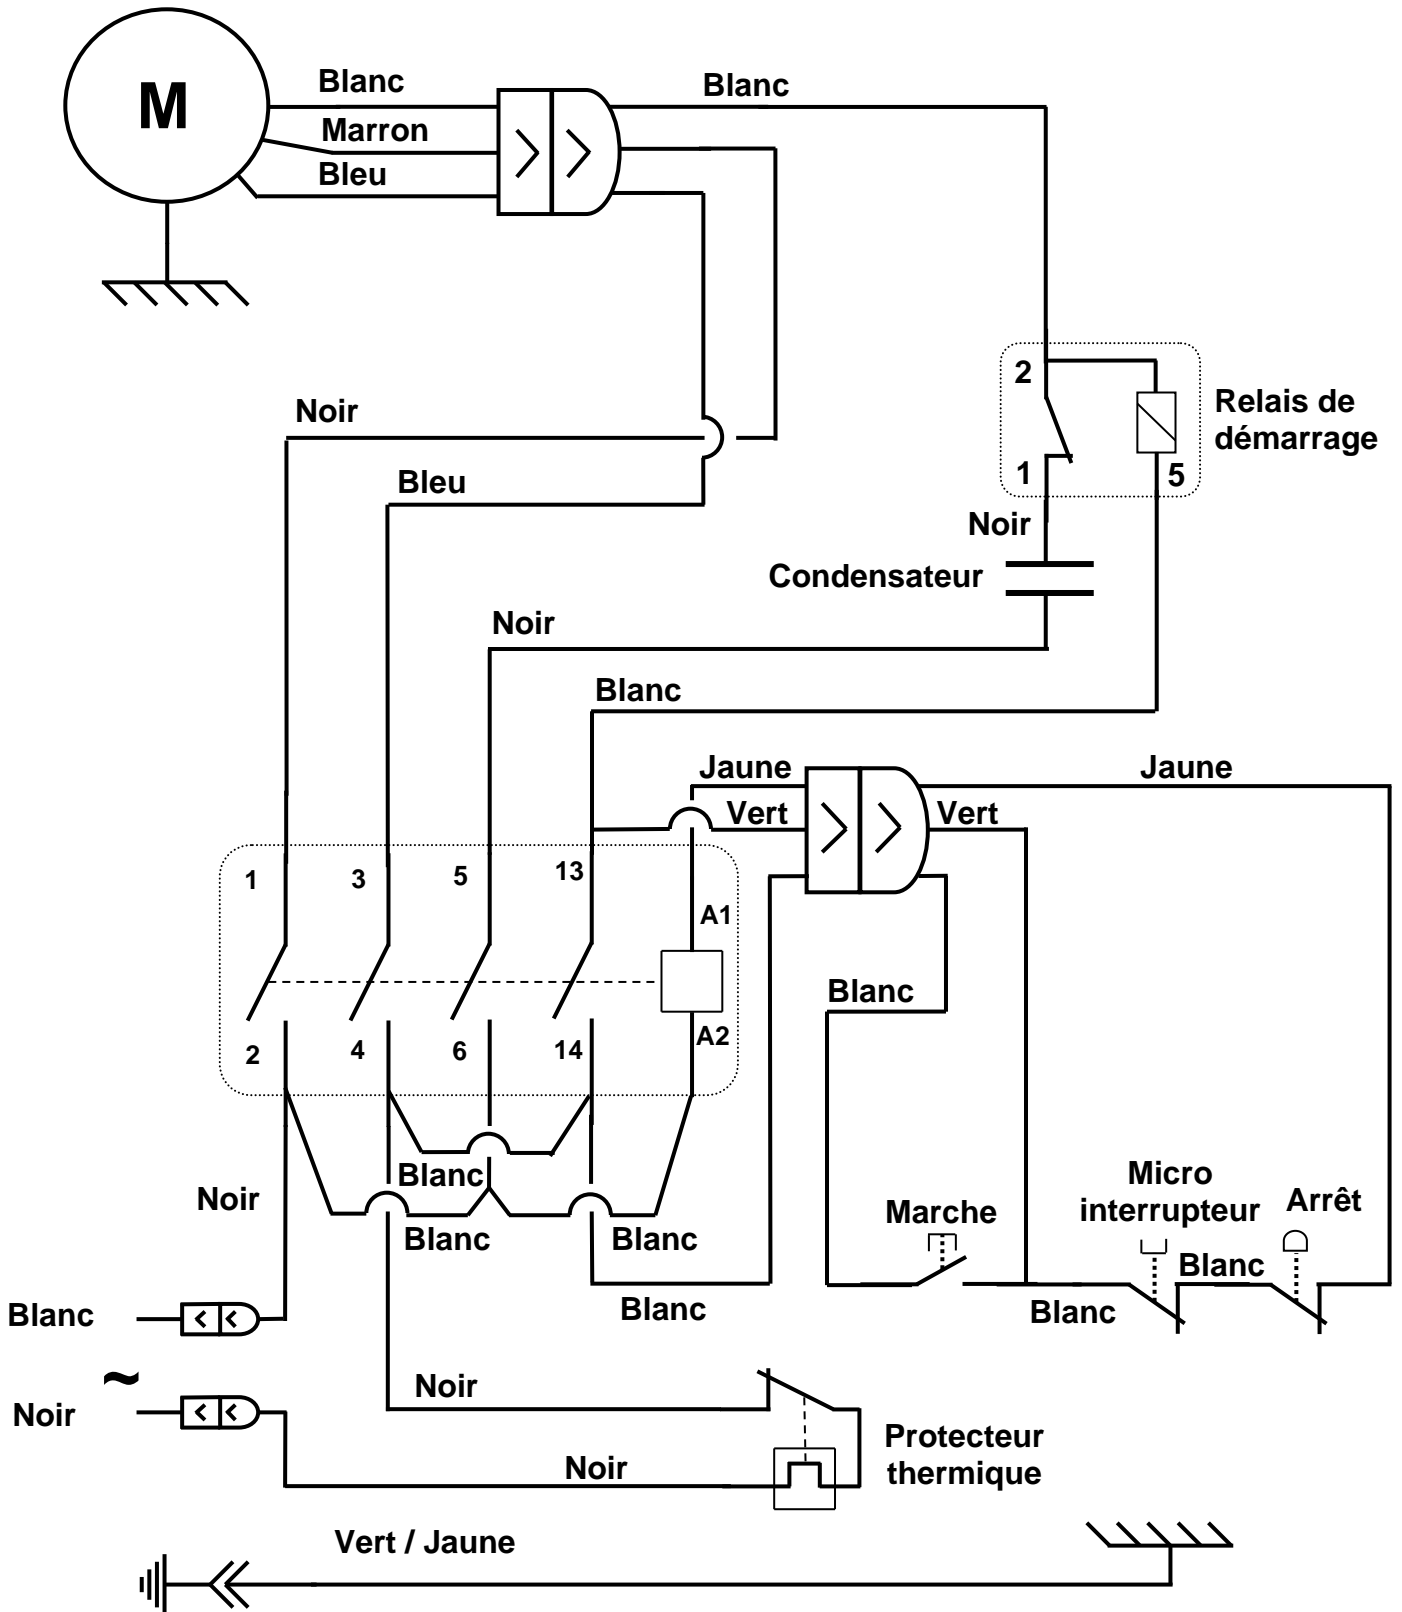 M
Blanc
Marron
Bleu
Blanc
2
1
5
Relais de
démarrage
Noir
Bleu
Noir
Condensateur
Noir
Blanc
Jaune
Vert
Jaune
Vert
1
3
5
13
A1
2
4
6
14
A2
Blanc
Blanc
Noir
Blanc
Blanc
Blanc
Marche
Micro
interrupteur
Arrêt
Blanc
Blanc
Blanc
~
Noir
Noir
Noir
Protecteur
thermique
Vert / Jaune